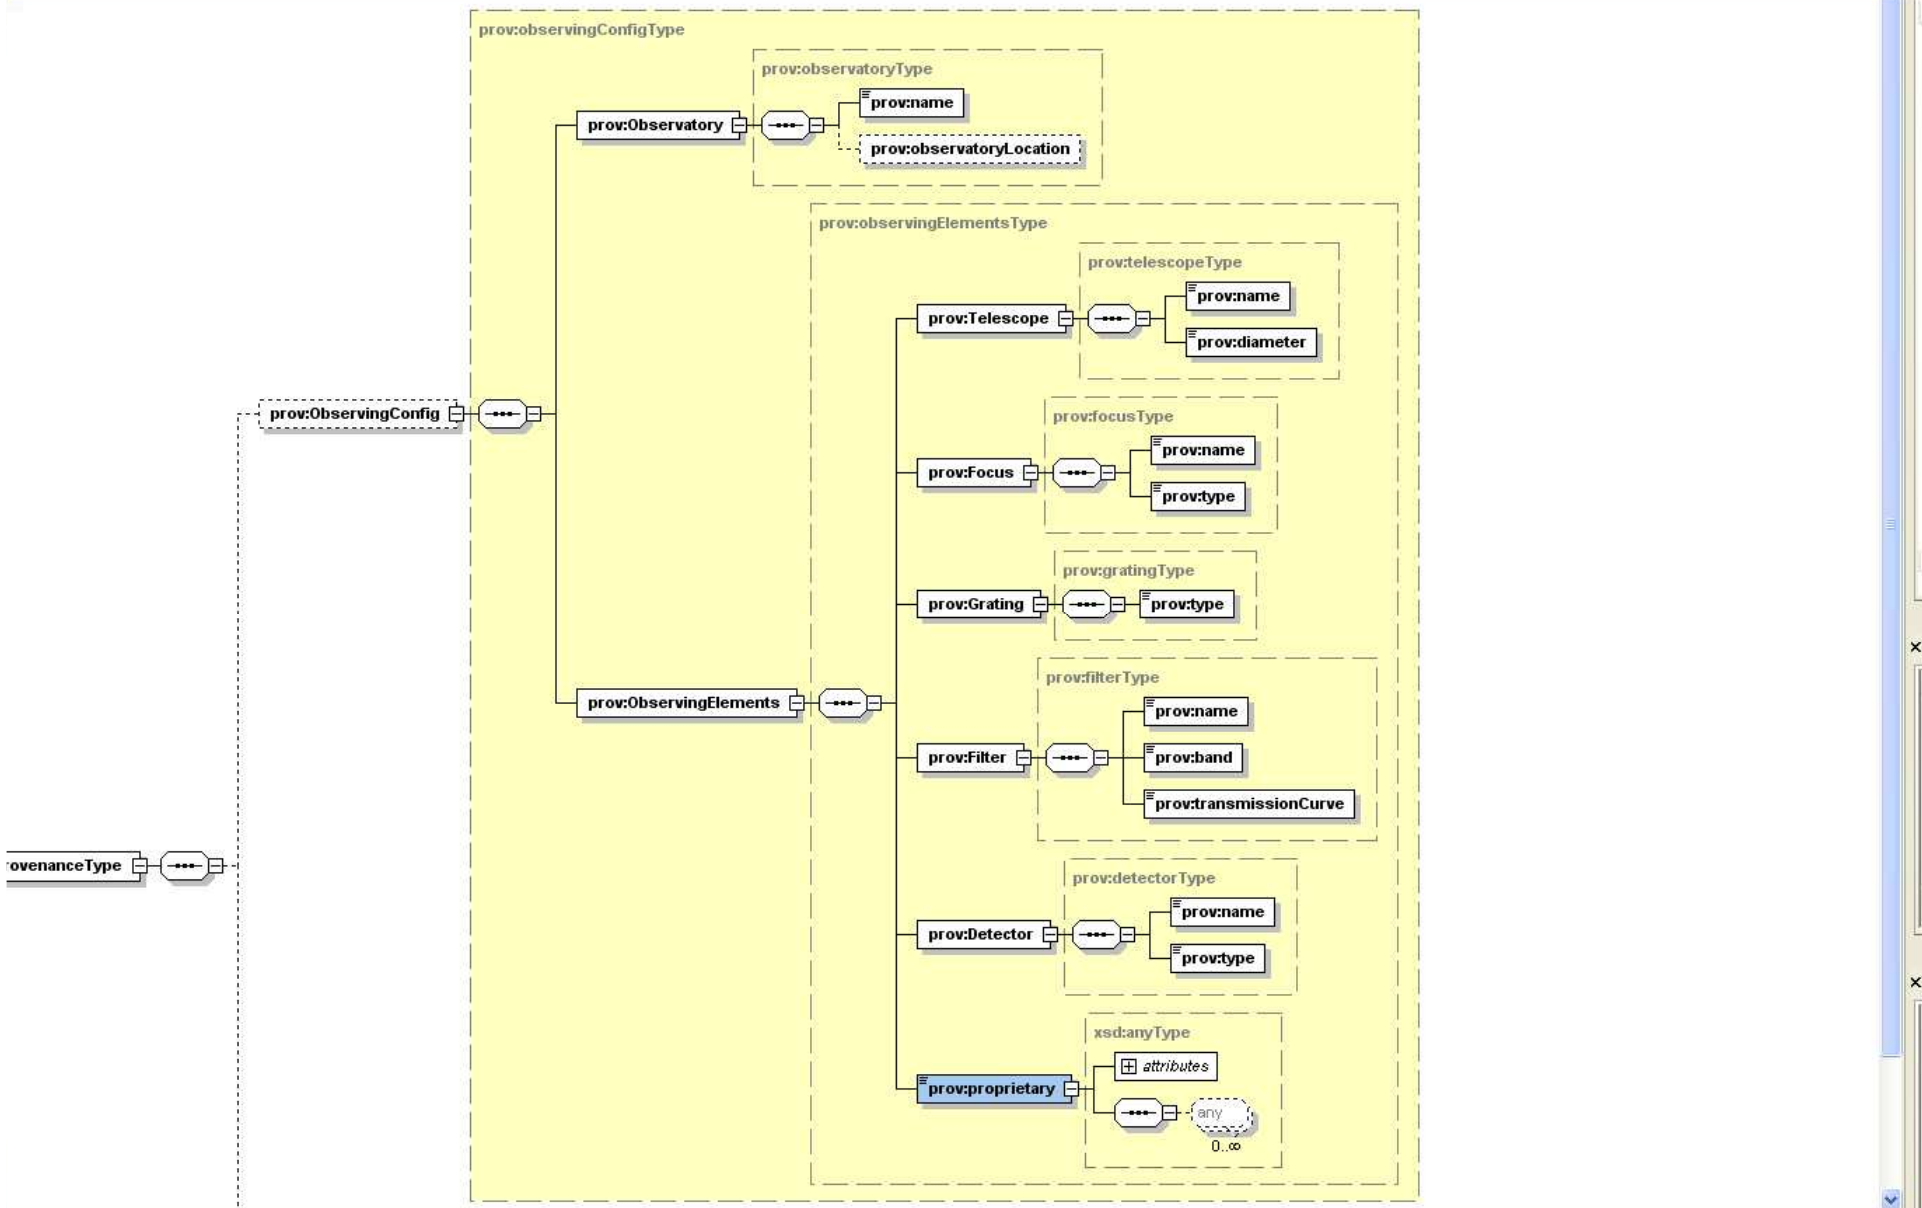 prov:observingConfigType
prov:observatoryType
prov:name
prov:Observatory
prov:observatoryLocation
prov:observingElementsType
prov:telescopeType
prov:name
prov:Telescope
prov:diameter
prov:ObservingConfig
prov:focusType
prov:name
prov:Focus
prov:type
prov:gratingType
prov:Grating
prov:type
prov:filterType
prov:ObservingElements
prov:name
prov:Filter
prov:band
prov:transmissionCurve
rovenanceType
prov:detectorType
prov:name
prov:Detector
prov:type
xsd:anyType
attributes
prov:proprietary
any
0..∞